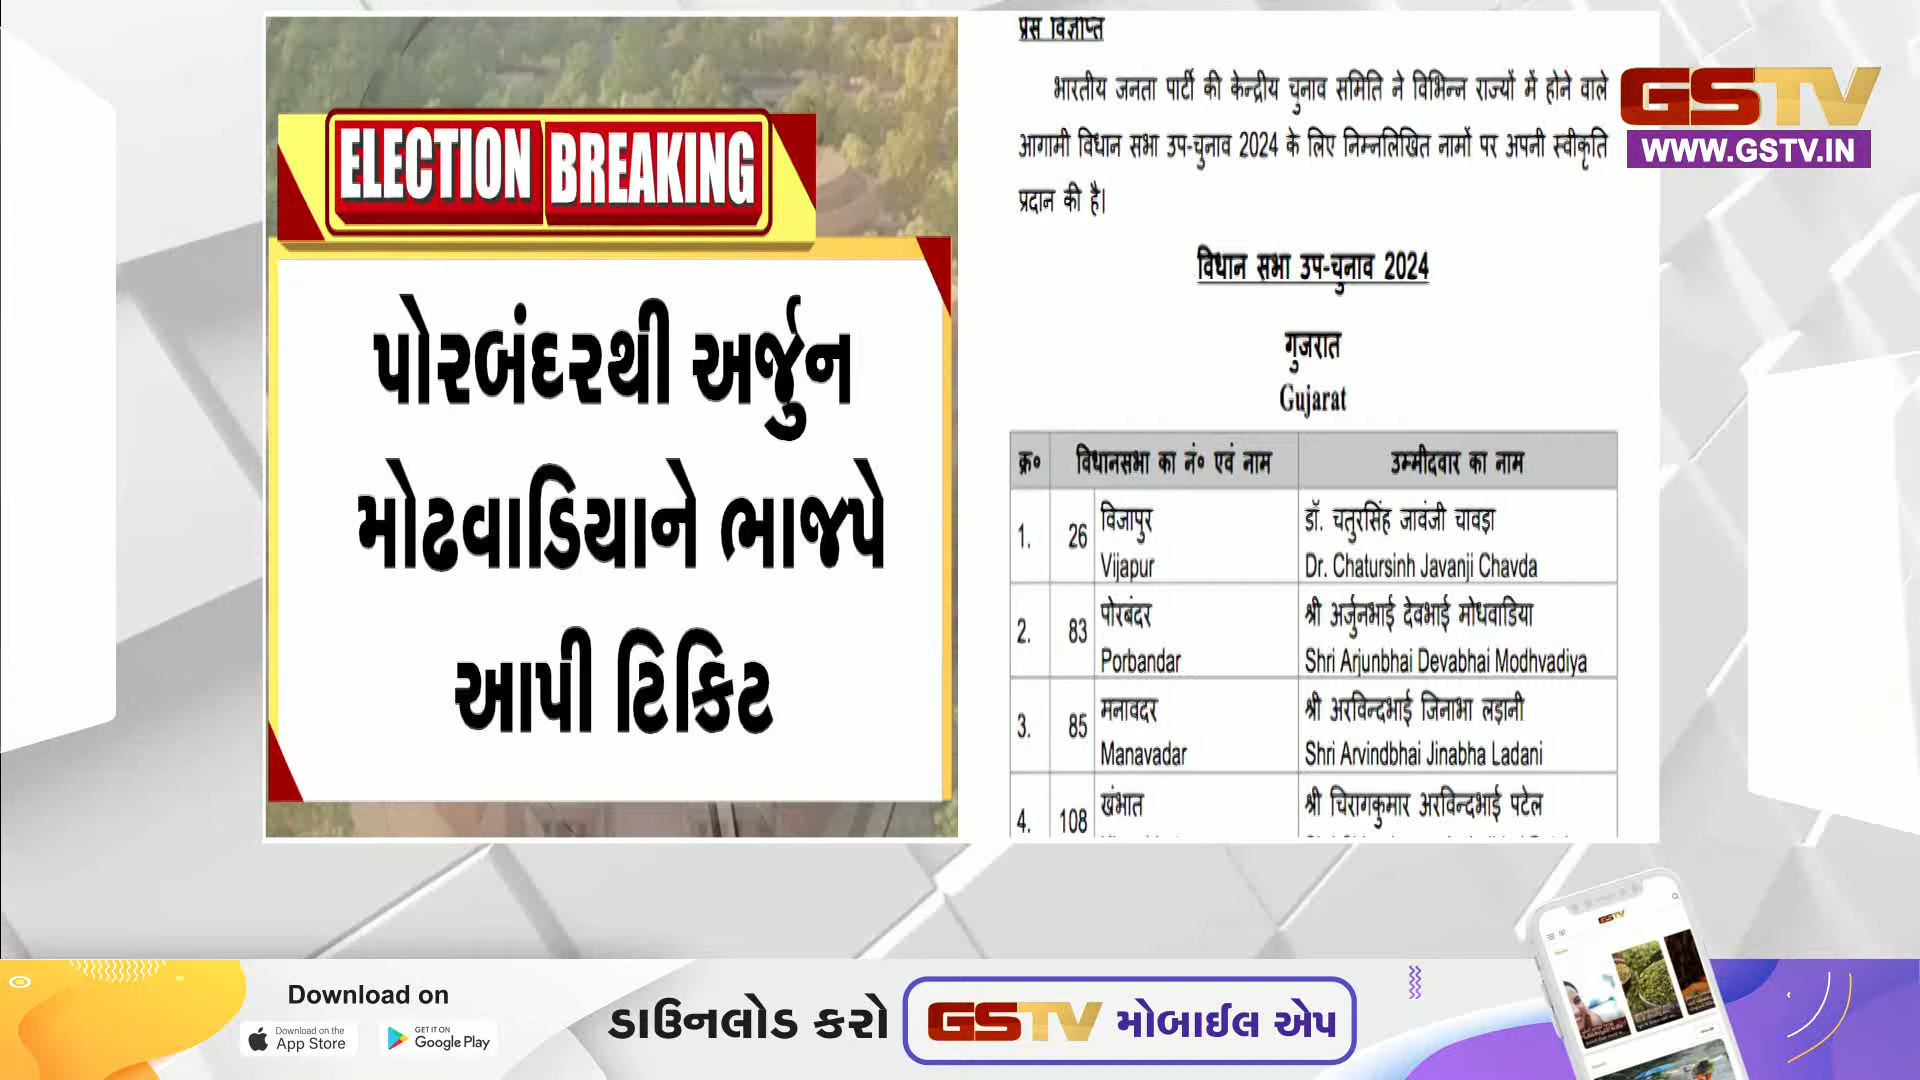 ELECTION BREAKING
પોરબંદરથી અર્જુન
મોઢવાડિયાને ભાજપે
આપી ટિકિટ
प्रेस विज्ञप्ति
भारतीय जनता पार्टी की केन्द्रीय चुनाव समिति ने विभिन्न राज्यों में होने वाले
आगामी विधान सभा उप-चुनाव 2024 के लिए निम्नलिखित नामों पर अपनी स्वीकृति
प्रदान की है।
विधान सभा उप-चुनाव 2024
गुजरात
Gujarat
क्र० विधानसभा का नं० एवं नाम उम्मीदवार का नाम
1. 26 विजापुर डॉ. चतुरसिंह जावंजी चावड़ा
Vijapur Dr. Chatursinh Javanji Chavda
2. 83 पोरबंदर श्री अर्जुनभाई देवभाई मोधवाडिया
Porbandar Shri Arjunbhai Devabhai Modhvadiya
3. 85 मनावदर श्री अरविन्दभाई जिनाभा लड़ानी
Manavadar Shri Arvindbhai Jinabha Ladani
4. 108 खंभात श्री चिरागकुमार अरविन्दभाई पटेल
GSTV
WWW.GSTV.IN
Download on
Download on the
App Store
GET IT ON
Google Play
ડાઉનલોડ કરો GSTV મોબાઈલ એપ
GSTV